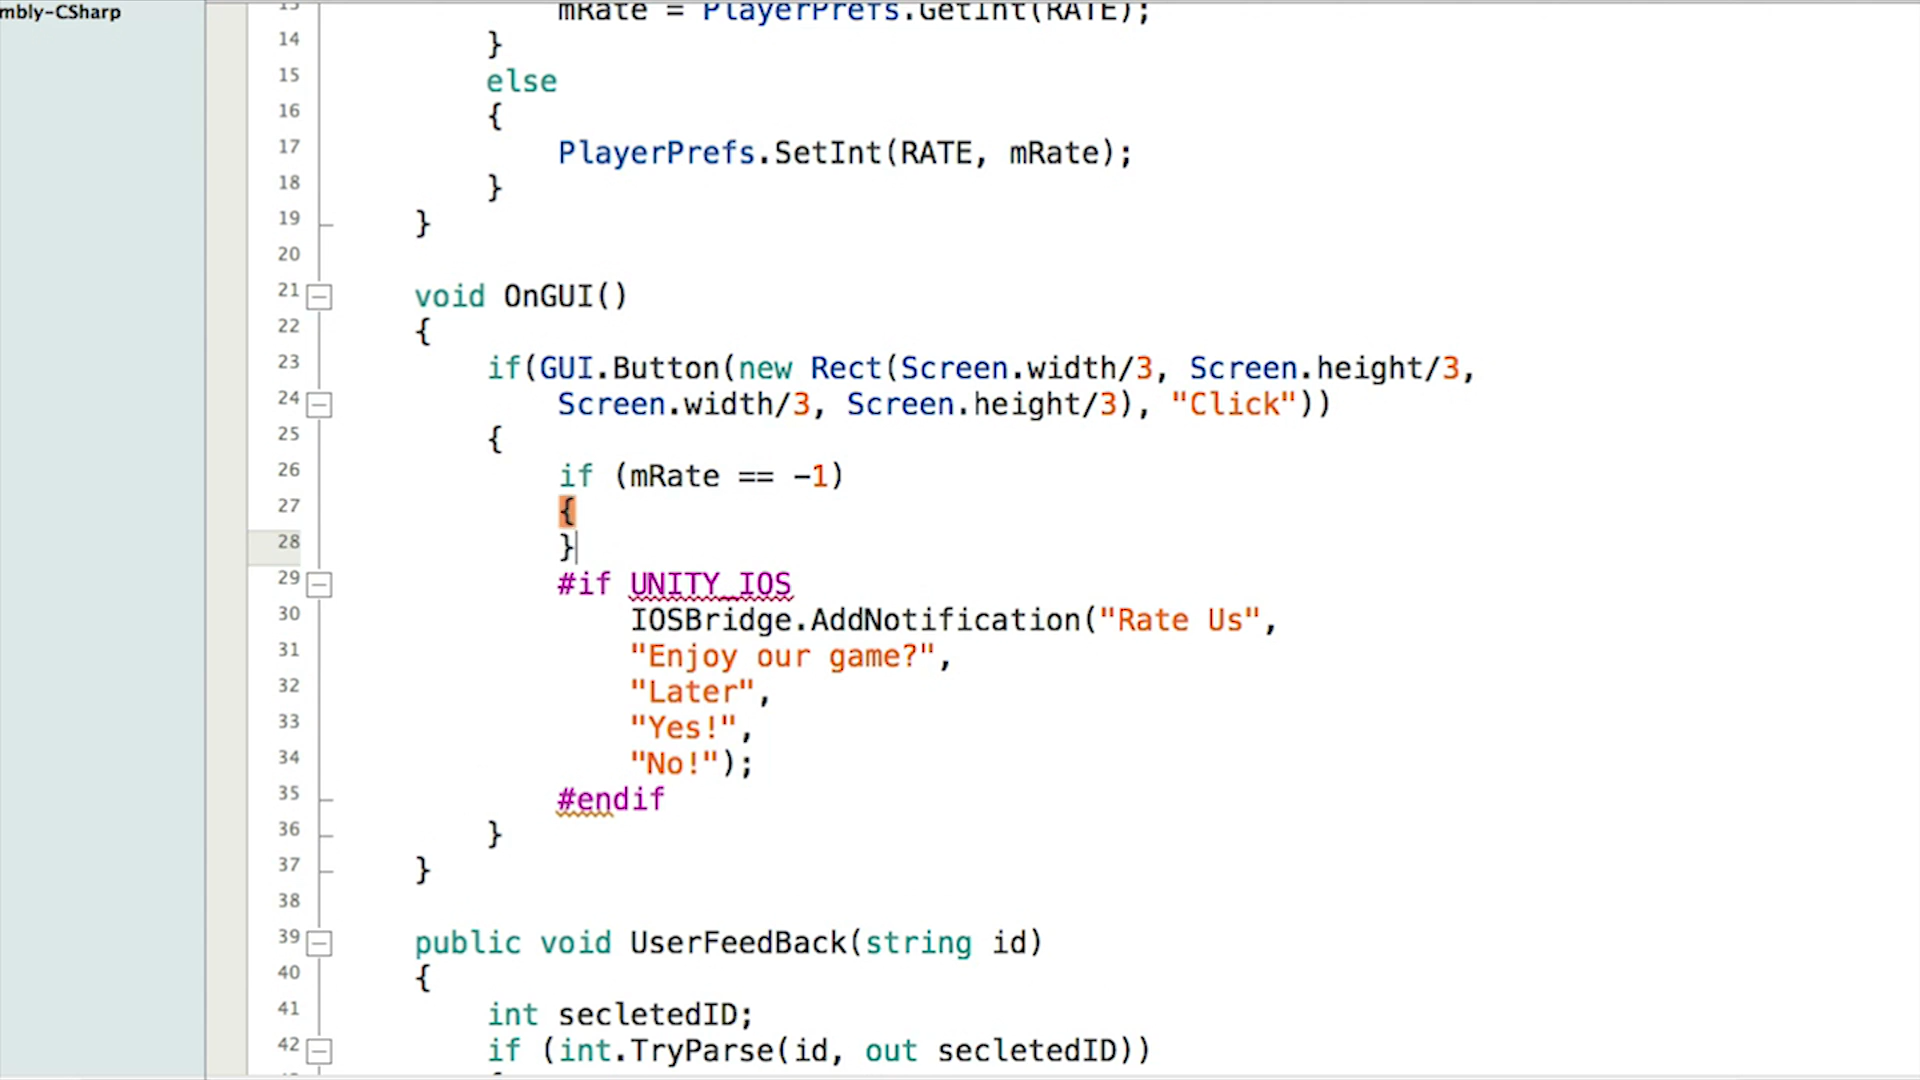 mbly-CSharp
13 mRate = PlayerPrefs.GetInt(RATE);
14 }
15 else
16 {
17 PlayerPrefs.SetInt(RATE, mRate);
18 }
19 }
20
21 void OnGUI()
22 {
23 if(GUI.Button(new Rect(Screen.width/3, Screen.height/3,
24 Screen.width/3, Screen.height/3), "Click"))
25 {
26 if (mRate == -1)
27 {
28 }
29 #if UNITY_IOS
30 IOSBridge.AddNotification("Rate Us",
31 "Enjoy our game?",
32 "Later",
33 "Yes!",
34 "No!");
35 #endif
36 }
37 }
38
39 public void UserFeedBack(string id)
40 {
41 int secletedID;
42 if (int.TryParse(id, out secletedID))